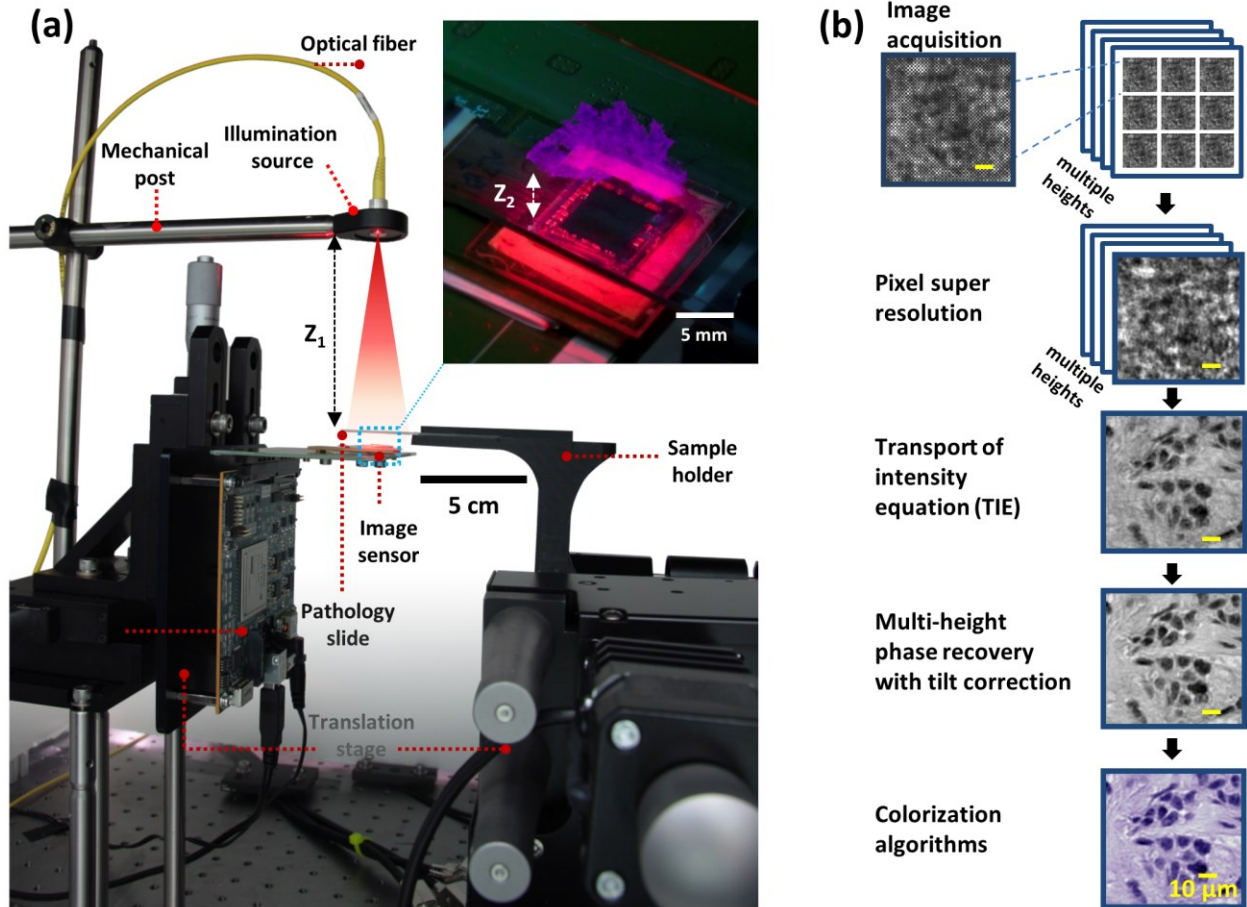 (a)
Optical fiber
Illumination
source
Mechanical
post
Z₁
Z₂
5 mm
5 cm
Sample
holder
Image
sensor
Pathology
slide
Translation
stage
(b)
Image
acquisition
multiple
heights
Pixel super
resolution
multiple
heights
Transport of
intensity
equation (TIE)
Multi-height
phase recovery
with tilt correction
Colorization
algorithms
10 μm